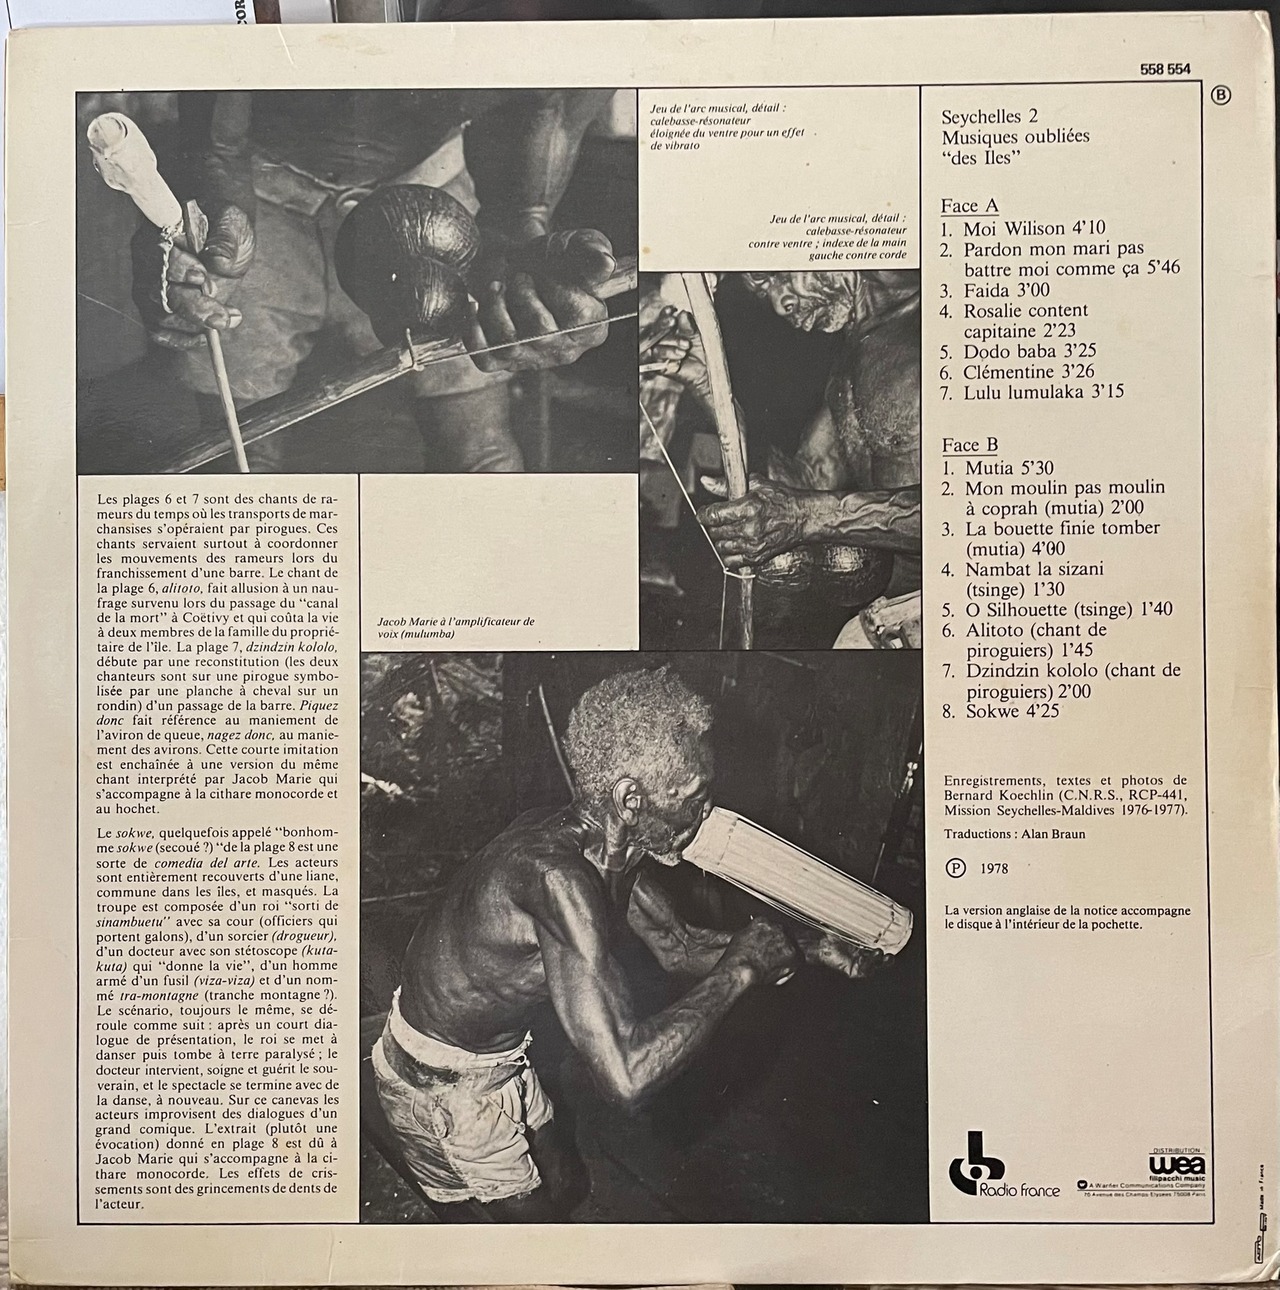 COR
558 554
B
Jeu de l'arc musical, détail :
calebasse-résonateur
éloignée du ventre pour un effet
de vibrato
Jeu de l'arc musical, détail :
calebasse-résonateur
contre ventre ; indexe de la main
gauche contre corde
Les plages 6 et 7 sont des chants de ra-
meurs du temps où les transports de mar-
chansises s'opéraient par pirogues. Ces
chants servaient surtout à coordonner
les mouvements des rameurs lors du
franchissement d'une barre. Le chant de
la plage 6, alitoto, fait allusion à un nau-
frage survenu lors du passage du "canal
de la mort" à Coëtivy et qui coûta la vie
à deux membres de la famille du proprié-
taire de l'île. La plage 7, dzindzin kololo,
débute par une reconstitution (les deux
chanteurs sont sur une pirogue symbo-
lisée par une planche à cheval sur un
rondin) d'un passage de la barre. Piquez
donc fait référence au maniement de
l'aviron de queue, nagez donc, au manie-
ment des avirons. Cette courte imitation
est enchaînée à une version du même
chant interprété par Jacob Marie qui
s'accompagne à la cithare monocorde et
au hochet.
Le sokwe, quelquefois appelé "bonhom-
me sokwe (secoué ?) "de la plage 8 est une
sorte de comedia del arte. Les acteurs
sont entièrement recouverts d'une liane,
commune dans les îles, et masqués. La
troupe est composée d'un roi "sorti de
sinambuetu" avec sa cour (officiers qui
portent galons), d'un sorcier (drogueur),
d'un docteur avec son stétoscope (kuta-
kuta) qui "donne la vie", d'un homme
armé d'un fusil (viza-viza) et d'un nom-
mé tra-montagne (tranche montagne ?).
Le scénario, toujours le même, se dé-
roule comme suit : après un court dia-
logue de présentation, le roi se met à
danser puis tombe à terre paralysé ; le
docteur intervient, soigne et guérit le sou-
verain, et le spectacle se termine avec de
la danse, à nouveau. Sur ce canevas les
acteurs improvisent des dialogues d'un
grand comique. L'extrait (plutôt une
évocation) donné en plage 8 est dû à
Jacob Marie qui s'accompagne à la ci-
thare monocorde. Les effets de cris-
sements sont des grincements de dents de
l'acteur.
Jacob Marie à l'amplificateur de
voix (mulumba)
Seychelles 2
Musiques oubliées
"des Iles"
Face A
1. Moi Wilison 4'10
2. Pardon mon mari pas
battre moi comme ça 5'46
3. Faida 3'00
4. Rosalie content
capitaine 2'23
5. Dodo baba 3'25
6. Clémentine 3'26
7. Lulu lumulaka 3'15
Face B
1. Mutia 5'30
2. Mon moulin pas moulin
à coprah (mutia) 2'00
3. La bouette finie tomber
(mutia) 4'00
4. Nambat la sizani
(tsinge) 1'30
5. O Silhouette (tsinge) 1'40
6. Alitoto (chant de
piroguiers) 1'45
7. Dzindzin kololo (chant de
piroguiers) 2'00
8. Sokwe 4'25
Enregistrements, textes et photos de
Bernard Koechlin (C.N.R.S., RCP-441,
Mission Seychelles-Maldives 1976-1977).
Traductions : Alan Braun
℗ 1978
La version anglaise de la notice accompagne
le disque à l'intérieur de la pochette.
Radio france
DISTRIBUTION
wea
filipacchi music
A Warner Communications Company
70 Avenue des Champs Elysées 75008 Paris
Made in France